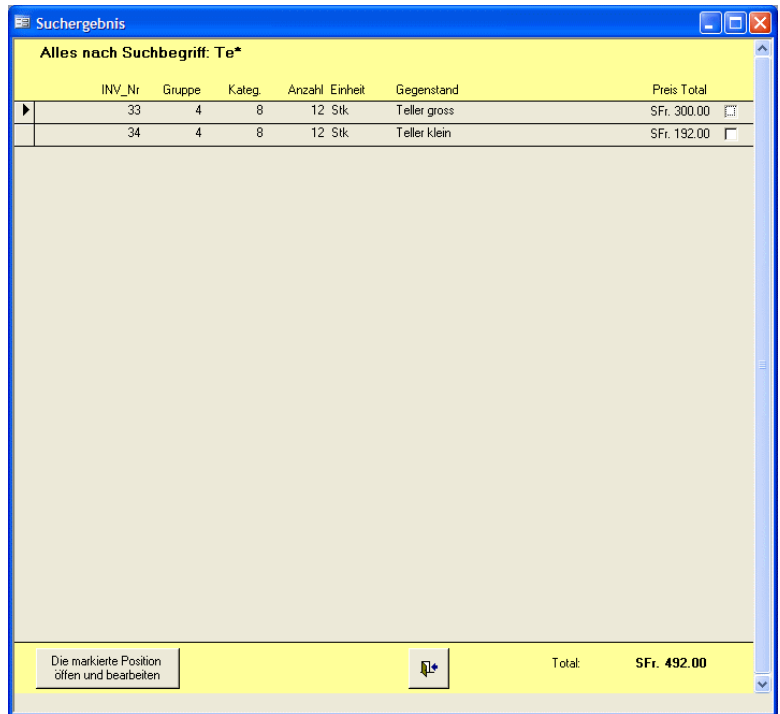 Suchergebnis
Alles nach Suchbegriff: Te*
INV_Nr Gruppe Kateg. Anzahl Einheit Gegenstand Preis Total
33 4 8 12 Stk Teller gross SFr. 300.00
34 4 8 12 Stk Teller klein SFr. 192.00
Die markierte Position
öffen und bearbeiten
Total: SFr. 492.00